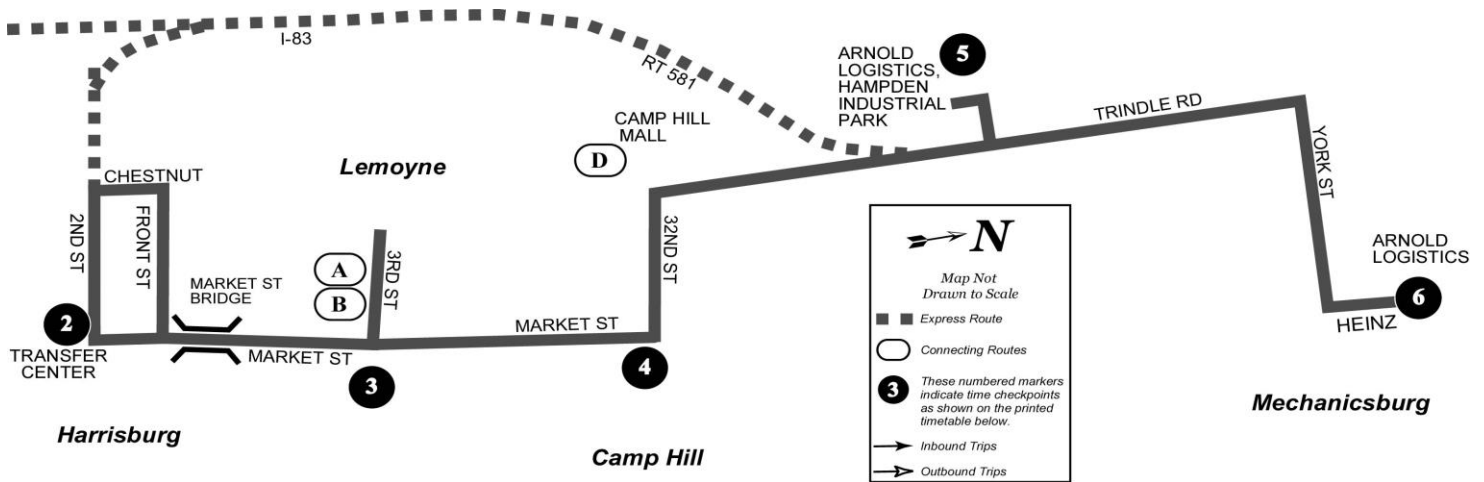 I-83
RT 581
ARNOLD
LOGISTICS,
HAMPDEN
INDUSTRIAL
PARK
5
TRINDLE RD
CAMP HILL
MALL
D
Lemoyne
CHESTNUT
2ND ST
FRONT ST
MARKET ST
BRIDGE
A
B
3RD ST
32ND ST
YORK ST
2
TRANSFER
CENTER
MARKET ST
MARKET ST
3
4
ARNOLD
LOGISTICS
6
HEINZ
Harrisburg
Camp Hill
Mechanicsburg
N
Map Not
Drawn to Scale
Express Route
Connecting Routes
3
These numbered markers
indicate time checkpoints
as shown on the printed
timetable below.
Inbound Trips
Outbound Trips